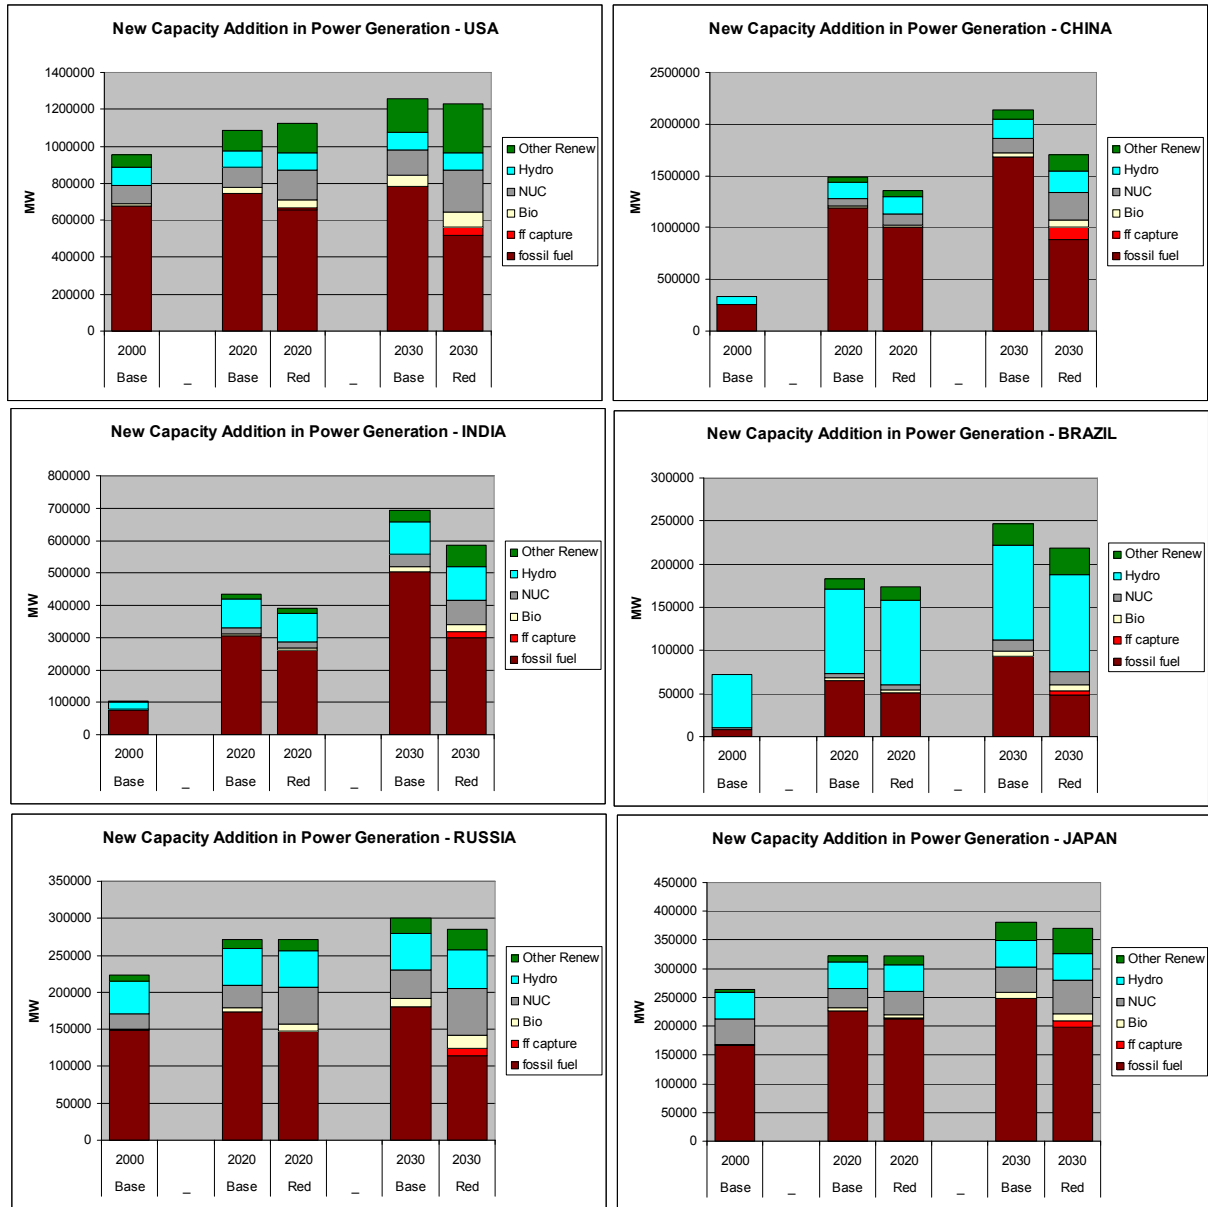 New Capacity Addition in Power Generation - USA
1400000
1200000
1000000
800000
600000
400000
200000
0
MW
2000 2020 2020 2030 2030
Base _ Base Red _ Base Red
Other Renew
Hydro
NUC
Bio
ff capture
fossil fuel
New Capacity Addition in Power Generation - CHINA
2500000
2000000
1500000
1000000
500000
0
MW
2000 2020 2020 2030 2030
Base _ Base Red _ Base Red
Other Renew
Hydro
NUC
Bio
ff capture
fossil fuel
New Capacity Addition in Power Generation - INDIA
800000
700000
600000
500000
400000
300000
200000
100000
0
MW
2000 2020 2020 2030 2030
Base _ Base Red _ Base Red
Other Renew
Hydro
NUC
Bio
ff capture
fossil fuel
New Capacity Addition in Power Generation - BRAZIL
300000
250000
200000
150000
100000
50000
0
MW
2000 2020 2020 2030 2030
Base _ Base Red _ Base Red
Other Renew
Hydro
NUC
Bio
ff capture
fossil fuel
New Capacity Addition in Power Generation - RUSSIA
350000
300000
250000
200000
150000
100000
50000
0
MW
2000 2020 2020 2030 2030
Base _ Base Red _ Base Red
Other Renew
Hydro
NUC
Bio
ff capture
fossil fuel
New Capacity Addition in Power Generation - JAPAN
450000
400000
350000
300000
250000
200000
150000
100000
50000
0
MW
2000 2020 2020 2030 2030
Base _ Base Red _ Base Red
Other Renew
Hydro
NUC
Bio
ff capture
fossil fuel